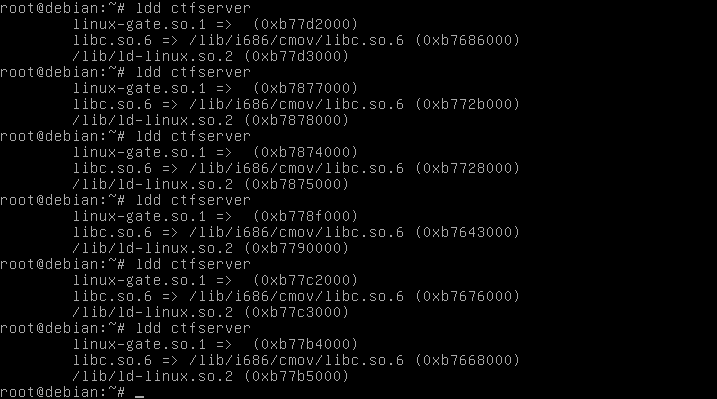 root@debian:~# ldd ctfserver
        linux-gate.so.1 =>  (0xb77d2000)
        libc.so.6 => /lib/i686/cmov/libc.so.6 (0xb7686000)
        /lib/ld-linux.so.2 (0xb77d3000)
root@debian:~# ldd ctfserver
        linux-gate.so.1 =>  (0xb7877000)
        libc.so.6 => /lib/i686/cmov/libc.so.6 (0xb772b000)
        /lib/ld-linux.so.2 (0xb7878000)
root@debian:~# ldd ctfserver
        linux-gate.so.1 =>  (0xb7874000)
        libc.so.6 => /lib/i686/cmov/libc.so.6 (0xb7728000)
        /lib/ld-linux.so.2 (0xb7875000)
root@debian:~# ldd ctfserver
        linux-gate.so.1 =>  (0xb778f000)
        libc.so.6 => /lib/i686/cmov/libc.so.6 (0xb7643000)
        /lib/ld-linux.so.2 (0xb7790000)
root@debian:~# ldd ctfserver
        linux-gate.so.1 =>  (0xb77c2000)
        libc.so.6 => /lib/i686/cmov/libc.so.6 (0xb7676000)
        /lib/ld-linux.so.2 (0xb77c3000)
root@debian:~# ldd ctfserver
        linux-gate.so.1 =>  (0xb77b4000)
        libc.so.6 => /lib/i686/cmov/libc.so.6 (0xb7668000)
        /lib/ld-linux.so.2 (0xb77b5000)
root@debian:~# _